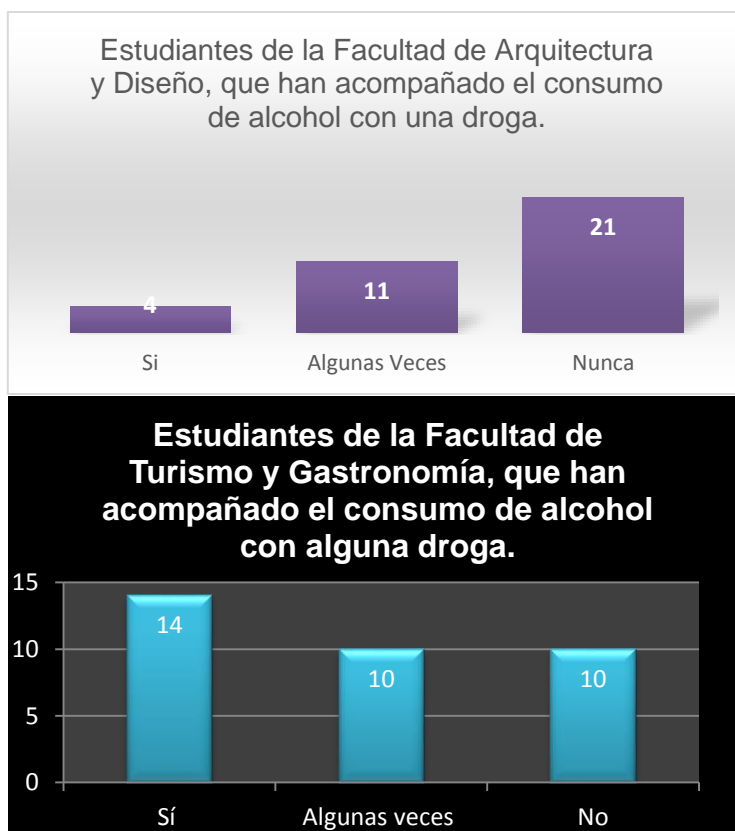 Estudiantes de la Facultad de Arquitectura
y Diseño, que han acompañado el consumo
de alcohol con una droga.
4
11
21
Si
Algunas Veces
Nunca
Estudiantes de la Facultad de
Turismo y Gastronomía, que han
acompañado el consumo de alcohol
con alguna droga.
15
10
5
0
14
10
10
Sí
Algunas veces
No